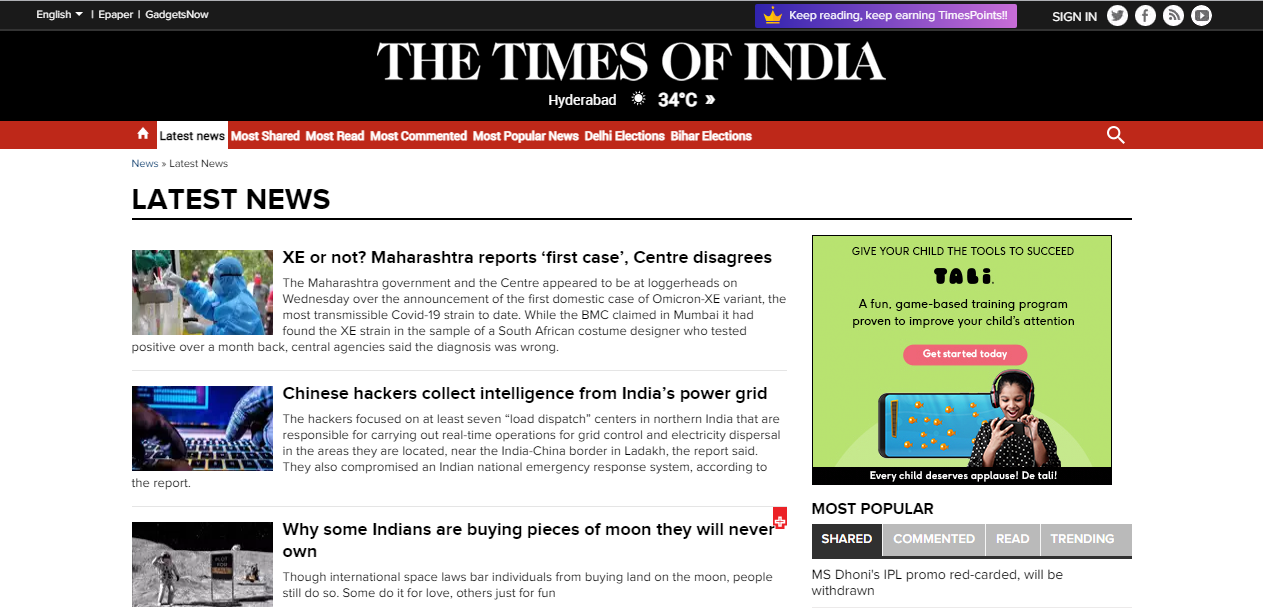 English | Epaper | GadgetsNow
Keep reading, keep earning TimesPoints!!
SIGN IN
THE TIMES OF INDIA
Hyderabad 34°C »
Latest news Most Shared Most Read Most Commented Most Popular News Delhi Elections Bihar Elections
News » Latest News
LATEST NEWS
XE or not? Maharashtra reports ‘first case’, Centre disagrees
The Maharashtra government and the Centre appeared to be at loggerheads on
Wednesday over the announcement of the first domestic case of Omicron-XE variant, the
most transmissible Covid-19 strain to date. While the BMC claimed in Mumbai it had
found the XE strain in the sample of a South African costume designer who tested
positive over a month back, central agencies said the diagnosis was wrong.
Chinese hackers collect intelligence from India’s power grid
The hackers focused on at least seven “load dispatch” centers in northern India that are
responsible for carrying out real-time operations for grid control and electricity dispersal
in the areas they are located, near the India-China border in Ladakh, the report said.
They also compromised an Indian national emergency response system, according to
the report.
Why some Indians are buying pieces of moon they will never
own
Though international space laws bar individuals from buying land on the moon, people
still do so. Some do it for love, others just for fun
GIVE YOUR CHILD THE TOOLS TO SUCCEED
TALi.
A fun, game-based training program
proven to improve your child's attention
Get started today
Every child deserves applause! De tali!
MOST POPULAR
SHARED COMMENTED READ TRENDING
MS Dhoni's IPL promo red-carded, will be
withdrawn